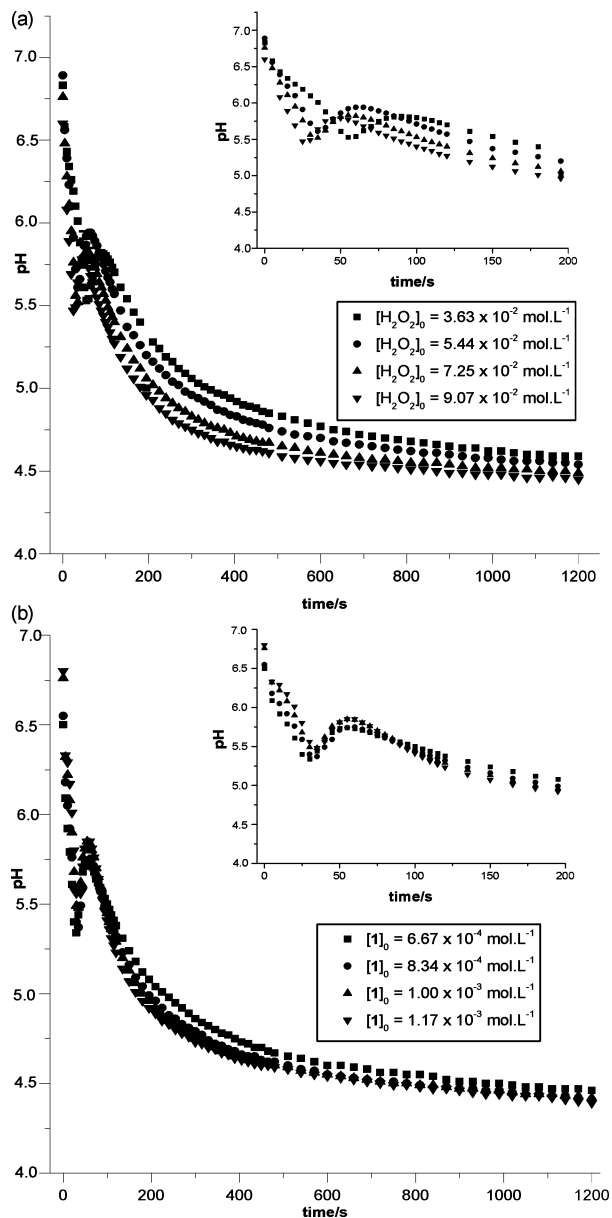 (a)
7.0
6.5
6.0
pH
5.5
5.0
4.5
4.0
0 200 400 600 800 1000 1200
time/s
7.0
6.5
6.0
pH
5.5
5.0
4.5
4.0
0 50 100 150 200
time/s
[H₂O₂]₀ = 3.63 x 10⁻² mol.L⁻¹
[H₂O₂]₀ = 5.44 x 10⁻² mol.L⁻¹
[H₂O₂]₀ = 7.25 x 10⁻² mol.L⁻¹
[H₂O₂]₀ = 9.07 x 10⁻² mol.L⁻¹
(b)
7.0
6.5
6.0
pH
5.5
5.0
4.5
4.0
0 200 400 600 800 1000 1200
time/s
7.0
6.5
6.0
pH
5.5
5.0
4.5
4.0
0 50 100 150 200
time/s
[1]₀ = 6.67 x 10⁻⁴ mol.L⁻¹
[1]₀ = 8.34 x 10⁻⁴ mol.L⁻¹
[1]₀ = 1.00 x 10⁻³ mol.L⁻¹
[1]₀ = 1.17 x 10⁻³ mol.L⁻¹